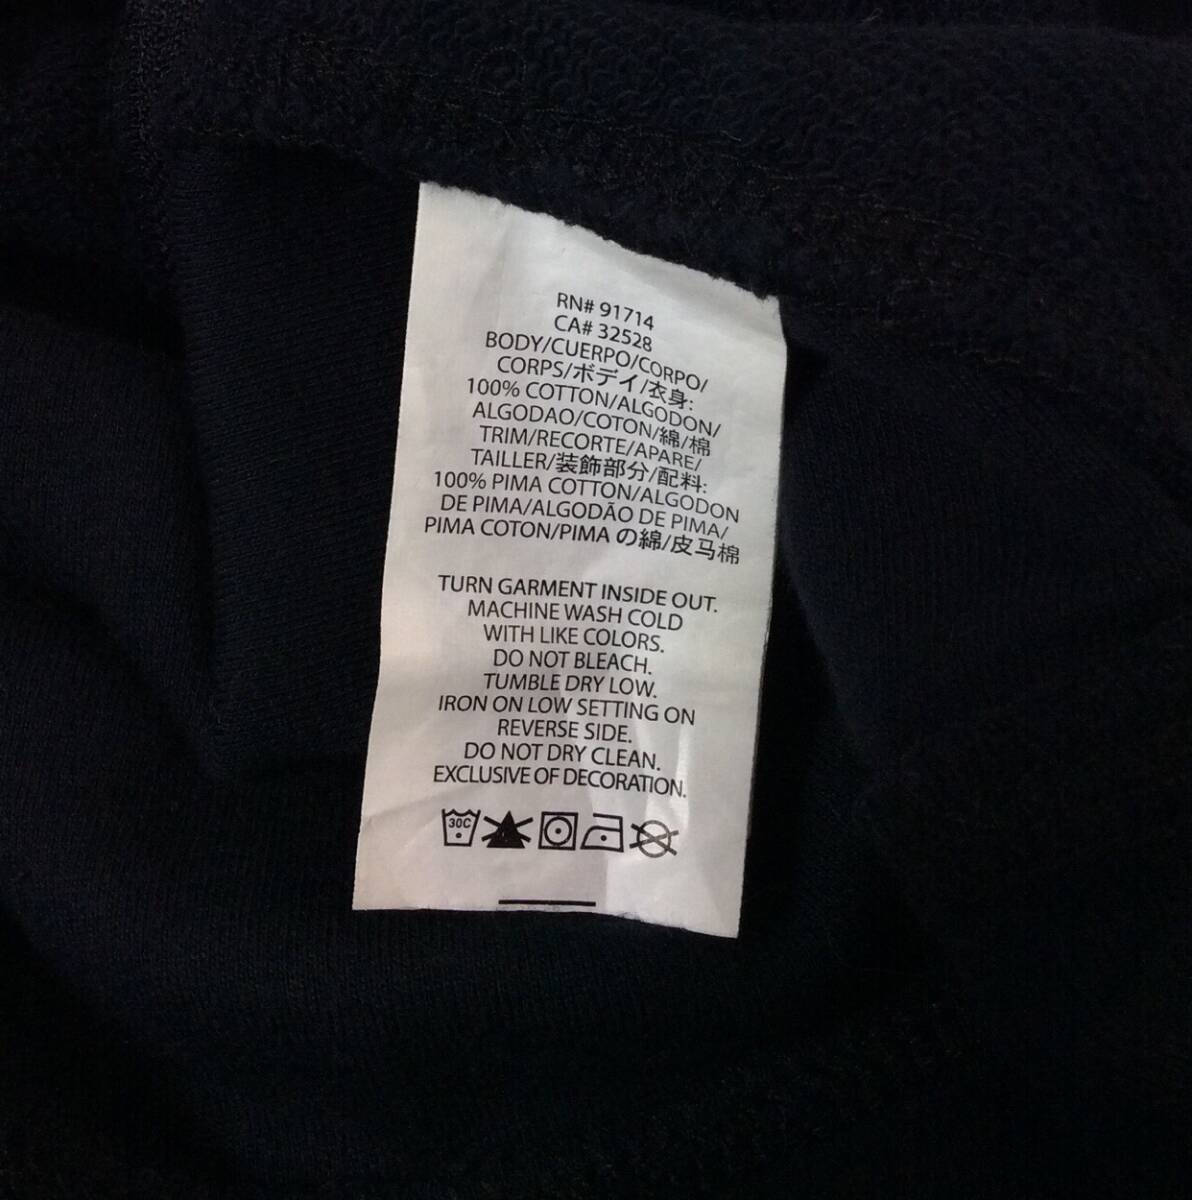 RN# 91714
CA# 32528
BODY/CUERPO/CORPO/
CORPS/ボディ/衣身:
100% COTTON/ALGODON/
ALGODAO/COTON/綿/棉
TRIM/RECORTE/APARE/
TAILLER/装飾部分/配料:
100% PIMA COTTON/ALGODON
DE PIMA/ALGODÃO DE PIMA/
PIMA COTON/PIMA の綿/皮马棉
TURN GARMENT INSIDE OUT.
MACHINE WASH COLD
WITH LIKE COLORS.
DO NOT BLEACH.
TUMBLE DRY LOW.
IRON ON LOW SETTING ON
REVERSE SIDE.
DO NOT DRY CLEAN.
EXCLUSIVE OF DECORATION.
30C